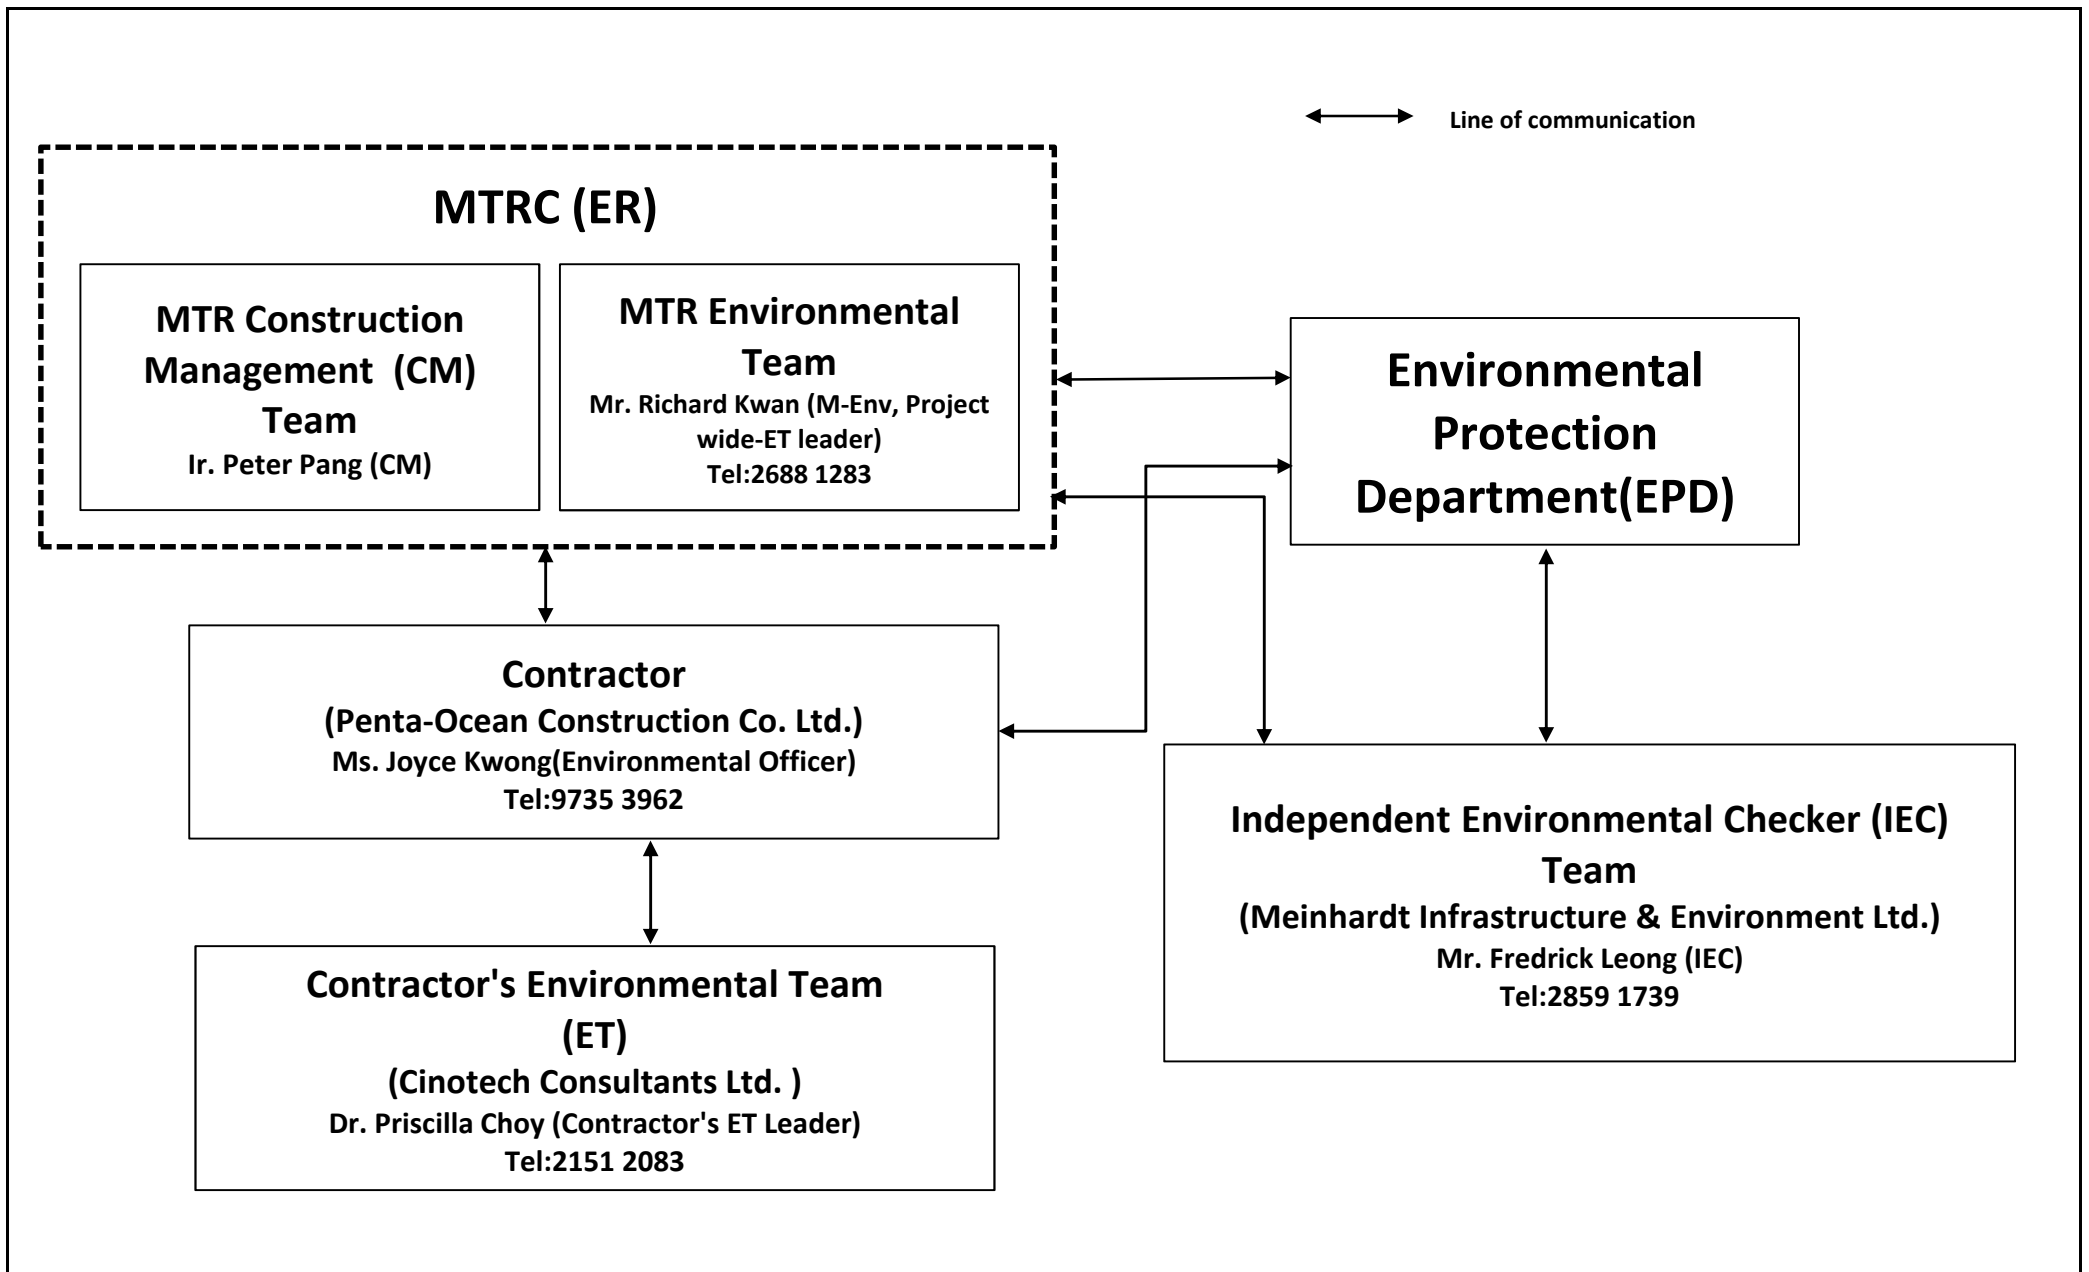 Line of communication
MTRC (ER)
MTR Construction
Management  (CM)
Team
Ir. Peter Pang (CM)
MTR Environmental
Team
Mr. Richard Kwan (M-Env, Project
wide-ET leader)
Tel:2688 1283
Environmental
Protection
Department(EPD)
Contractor
(Penta-Ocean Construction Co. Ltd.)
Ms. Joyce Kwong(Environmental Officer)
Tel:9735 3962
Independent Environmental Checker (IEC)
Team
(Meinhardt Infrastructure & Environment Ltd.)
Mr. Fredrick Leong (IEC)
Tel:2859 1739
Contractor's Environmental Team
(ET)
(Cinotech Consultants Ltd. )
Dr. Priscilla Choy (Contractor's ET Leader)
Tel:2151 2083